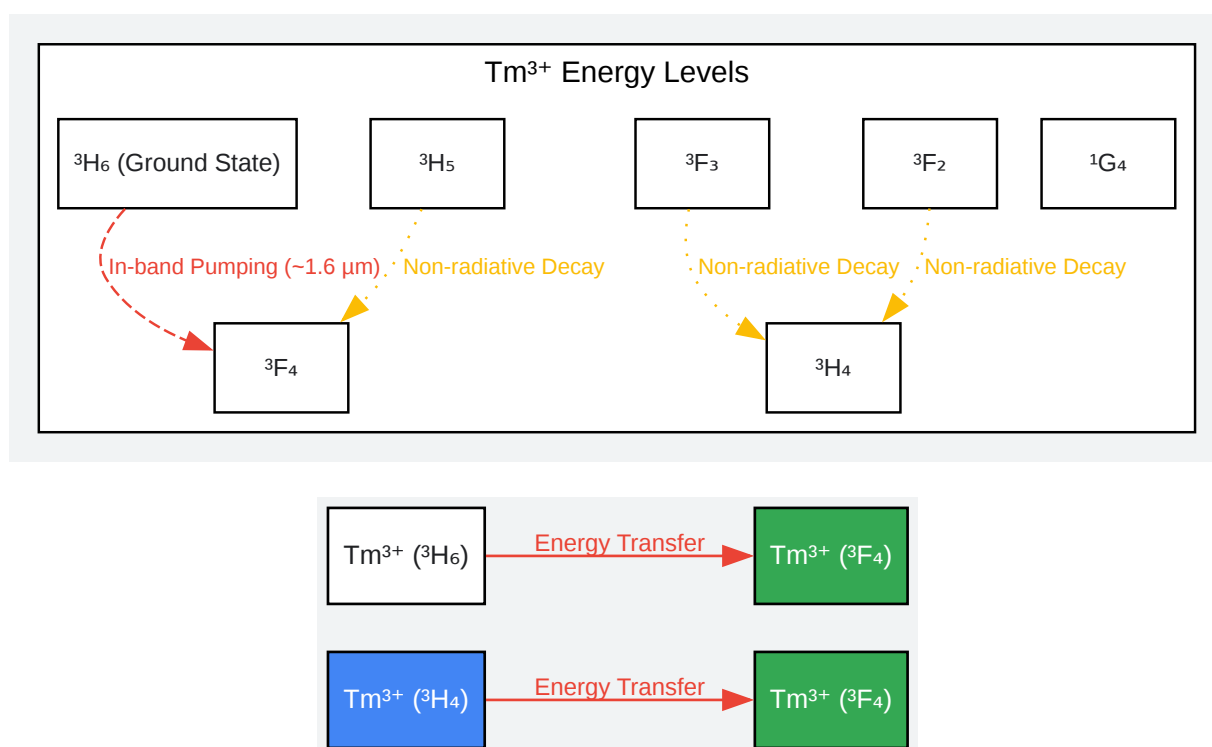 Tm³⁺ Energy Levels
³H₆ (Ground State)
³H₅
³F₃
³F₂
¹G₄
In-band Pumping (~1.6 µm)
Non-radiative Decay
Non-radiative Decay
Non-radiative Decay
³F₄
³H₄
Tm³⁺ (³H₆)
Energy Transfer
Tm³⁺ (³F₄)
Tm³⁺ (³H₄)
Energy Transfer
Tm³⁺ (³F₄)